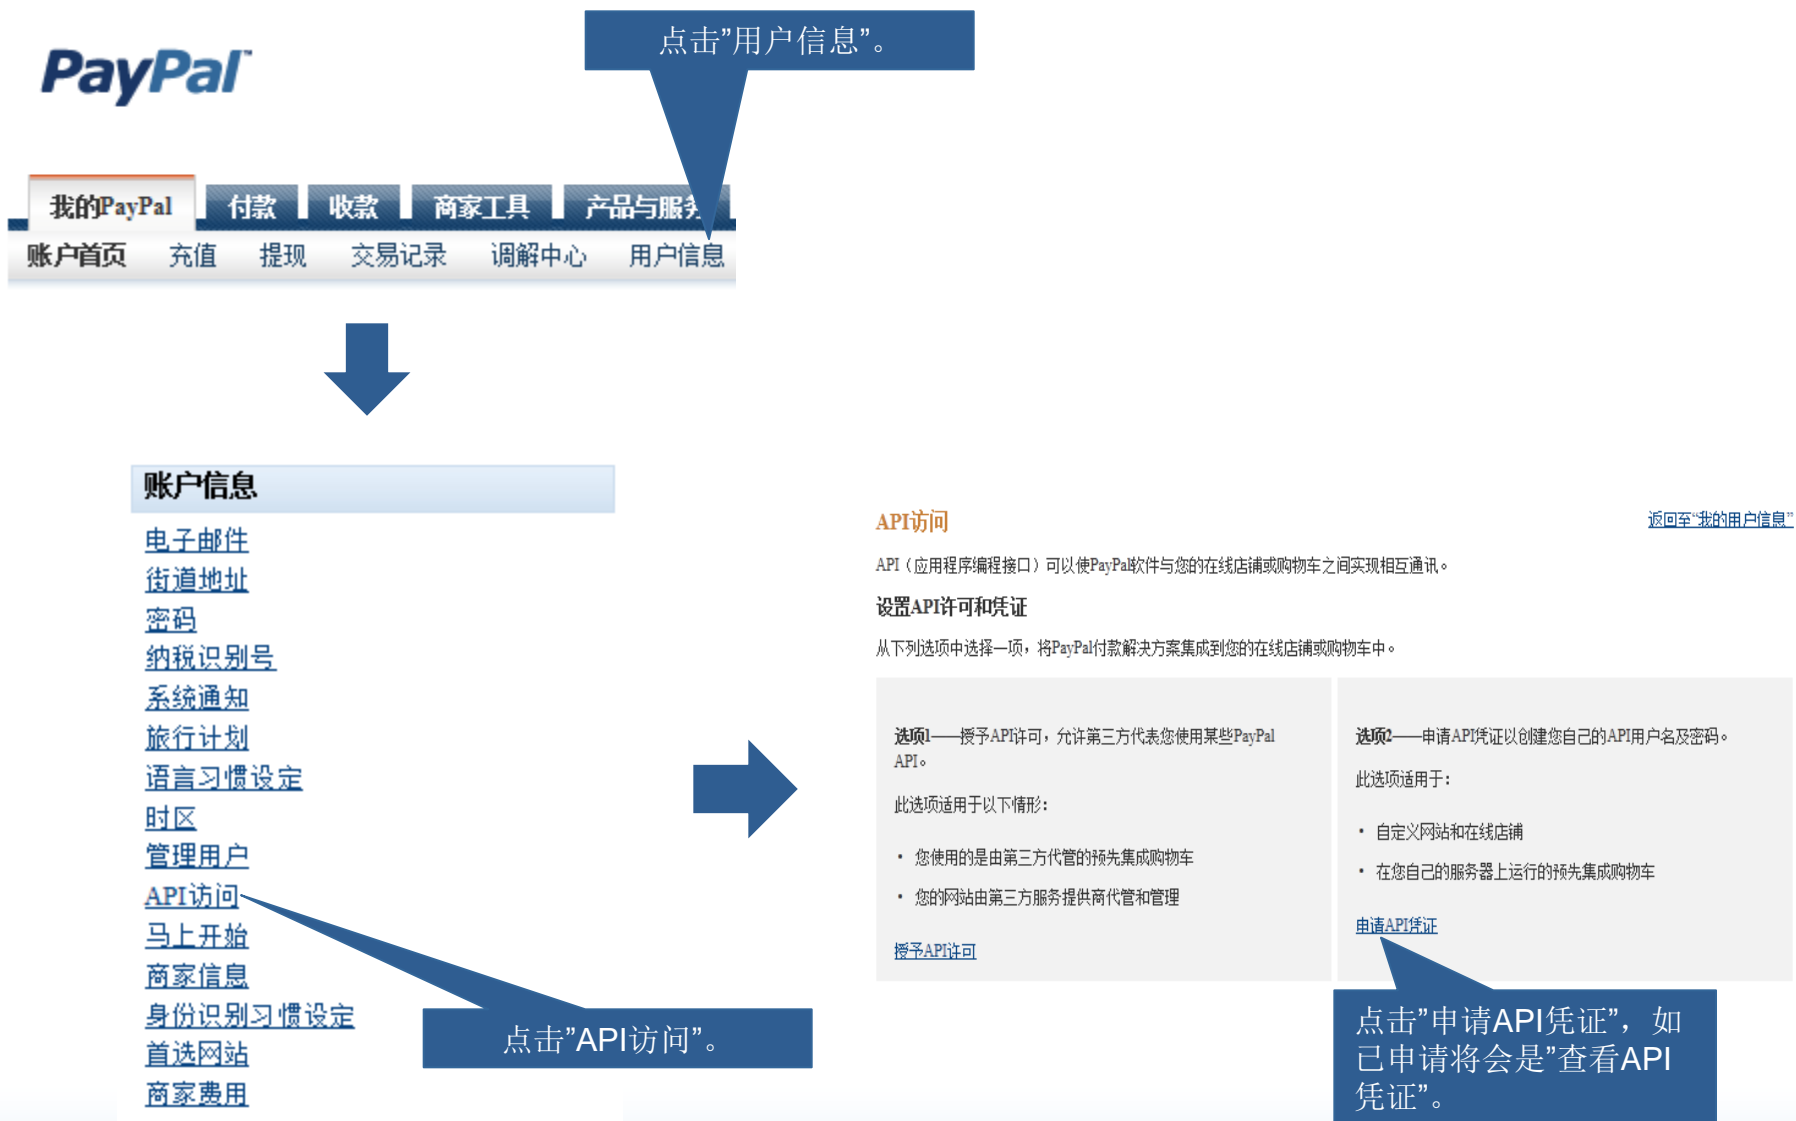 点击”用户信息”。
PayPal™
我的PayPal 付款 收款 商家工具 产品与服务
账户首页 充值 提现 交易记录 调解中心 用户信息
账户信息
电子邮件
街道地址
密码
纳税识别号
系统通知
旅行计划
语言习惯设定
时区
管理用户
API访问
马上开始
商家信息
身份识别习惯设定
首选网站
商家费用
点击”API访问”。
API访问
返回至“我的用户信息”
API（应用程序编程接口）可以使PayPal软件与您的在线店铺或购物车之间实现相互通讯。
设置API许可和凭证
从下列选项中选择一项，将PayPal付款解决方案集成到您的在线店铺或购物车中。
选项1——授予API许可，允许第三方代表您使用某些PayPal
API。
此选项适用于以下情形：
• 您使用的是由第三方代管的预先集成购物车
• 您的网站由第三方服务提供商代管和管理
授予API许可
选项2——申请API凭证以创建您自己的API用户名及密码。
此选项适用于：
• 自定义网站和在线店铺
• 在您自己的服务器上运行的预先集成购物车
申请API凭证
点击”申请API凭证”，如
已申请将会是”查看API
凭证”。